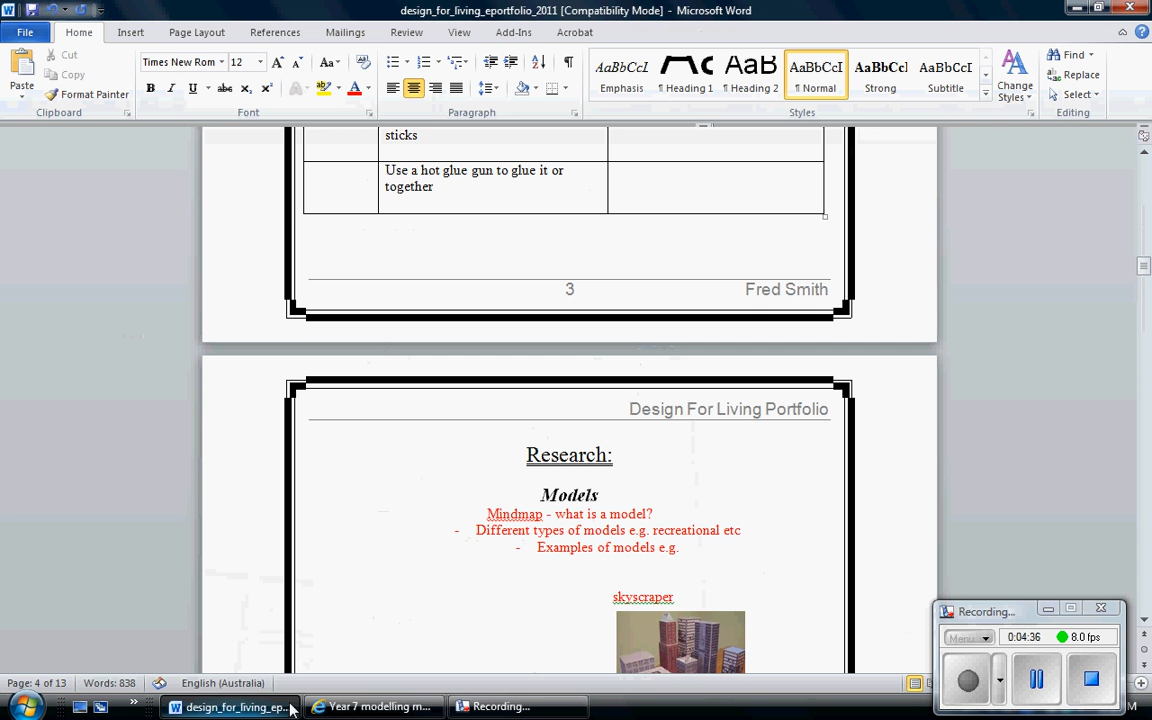 design_for_living_eportfolio_2011 [Compatibility Mode] - Microsoft Word
File Home Insert Page Layout References Mailings Review View Add-Ins Acrobat
Paste
Cut
Copy
Format Painter
Clipboard
Times New Rom 12
Font
Paragraph
AaBbCcI AaB AaBbCcI AaBbCcl AaBbCcI
Emphasis ¶ Heading 1 ¶ Heading 2 ¶ Normal Strong Subtitle
Styles
Change Styles
Find
Replace
Select
Editing
sticks
Use a hot glue gun to glue it or
together
3 Fred Smith
Design For Living Portfolio
Research:
Models
Mindmap - what is a model?
- Different types of models e.g. recreational etc
- Examples of models e.g.
skyscraper
Recording...
Menu 0:04:36 8.0 fps
Page: 4 of 13 Words: 838 English (Australia)
design_for_living_ep... Year 7 modelling m... Recording...